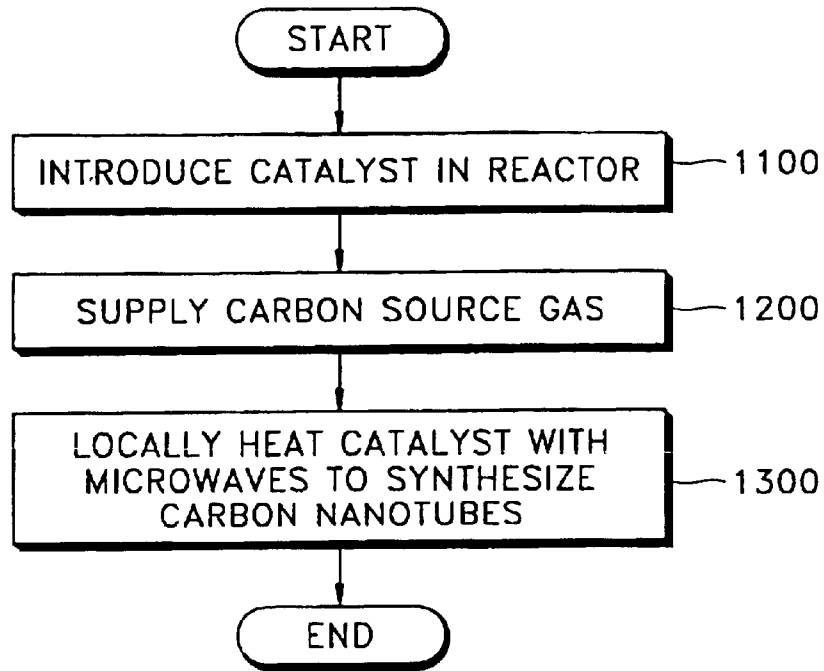 START
INTRODUCE CATALYST IN REACTOR
1100
SUPPLY CARBON SOURCE GAS
1200
LOCALLY HEAT CATALYST WITH
MICROWAVES TO SYNTHESIZE
CARBON NANOTUBES
1300
END